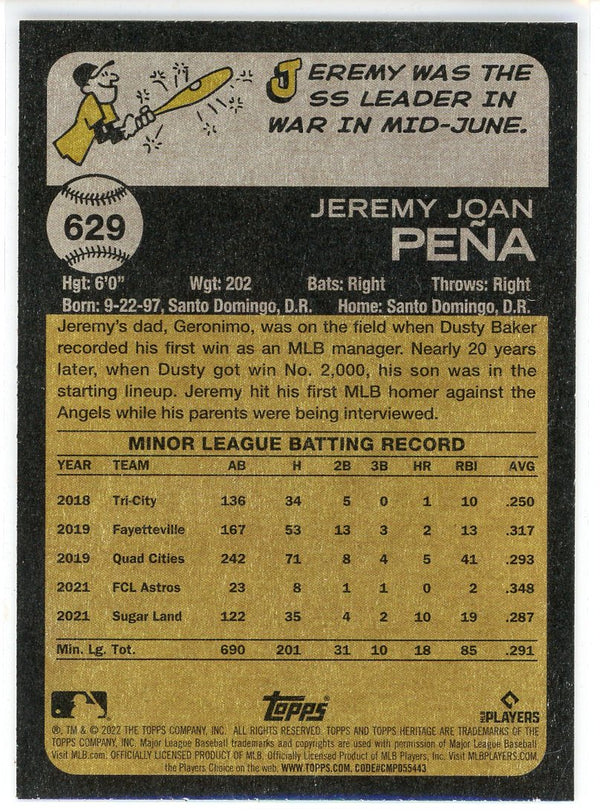 JEREMY WAS THE
SS LEADER IN
WAR IN MID-JUNE.
629
JEREMY JOAN
PEÑA
Hgt: 6'0" Wgt: 202 Bats: Right Throws: Right
Born: 9-22-97, Santo Domingo, D.R. Home: Santo Domingo, D.R.
Jeremy's dad, Geronimo, was on the field when Dusty Baker
recorded his first win as an MLB manager. Nearly 20 years
later, when Dusty got win No. 2,000, his son was in the
starting lineup. Jeremy hit his first MLB homer against the
Angels while his parents were being interviewed.
MINOR LEAGUE BATTING RECORD
YEAR TEAM AB H 2B 3B HR RBI AVG
2018 Tri-City 136 34 5 0 1 10 .250
2019 Fayetteville 167 53 13 3 2 13 .317
2019 Quad Cities 242 71 8 4 5 41 .293
2021 FCL Astros 23 8 1 1 0 2 .348
2021 Sugar Land 122 35 4 2 10 19 .287
Min. Lg. Tot. 690 201 31 10 18 85 .291
Topps
MLB PLAYERS
®, TM & © 2022 THE TOPPS COMPANY, INC. ALL RIGHTS RESERVED. TOPPS AND TOPPS HERITAGE ARE TRADEMARKS OF THE
TOPPS COMPANY, INC. Major League Baseball trademarks and copyrights are used with permission of Major League Baseball.
Visit MLB.com. OFFICIALLY LICENSED PRODUCT OF MLB. Officially Licensed Product of MLB Players, Inc. Visit MLBPLAYERS.COM,
the Players Choice on the web. WWW.TOPPS.COM. CODE#CMPD55443